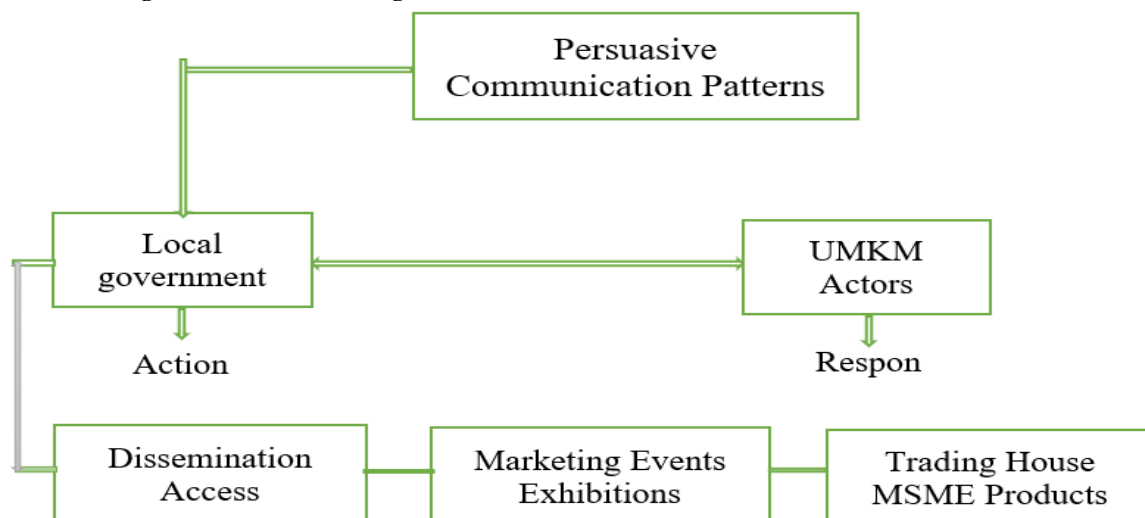 Persuasive
Communication Patterns
Local
government
UMKM
Actors
Action
Respon
Dissemination
Access
Marketing Events
Exhibitions
Trading House
MSME Products